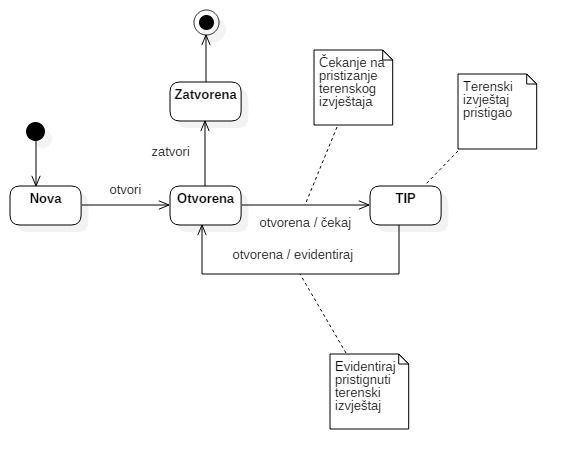 Čekanje na
pristizanje
terenskog
izvještaja
Terenski
izvještaj
pristigao
Zatvorena
zatvori
Nova
otvori
Otvorena
TIP
otvorena / čekaj
otvorena / evidentiraj
Evidentiraj
pristignuti
terenski
izvještaj